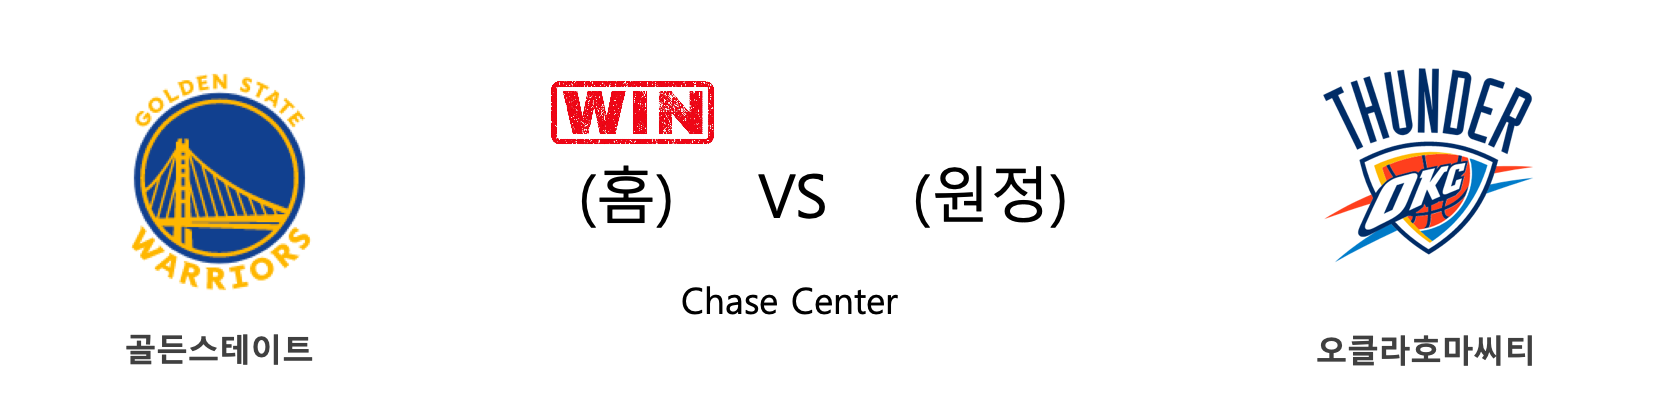 GOLDEN STATE
WARRIORS
골든스테이트
WIN
(홈) VS (원정)
Chase Center
THUNDER
OKC
오클라호마씨티